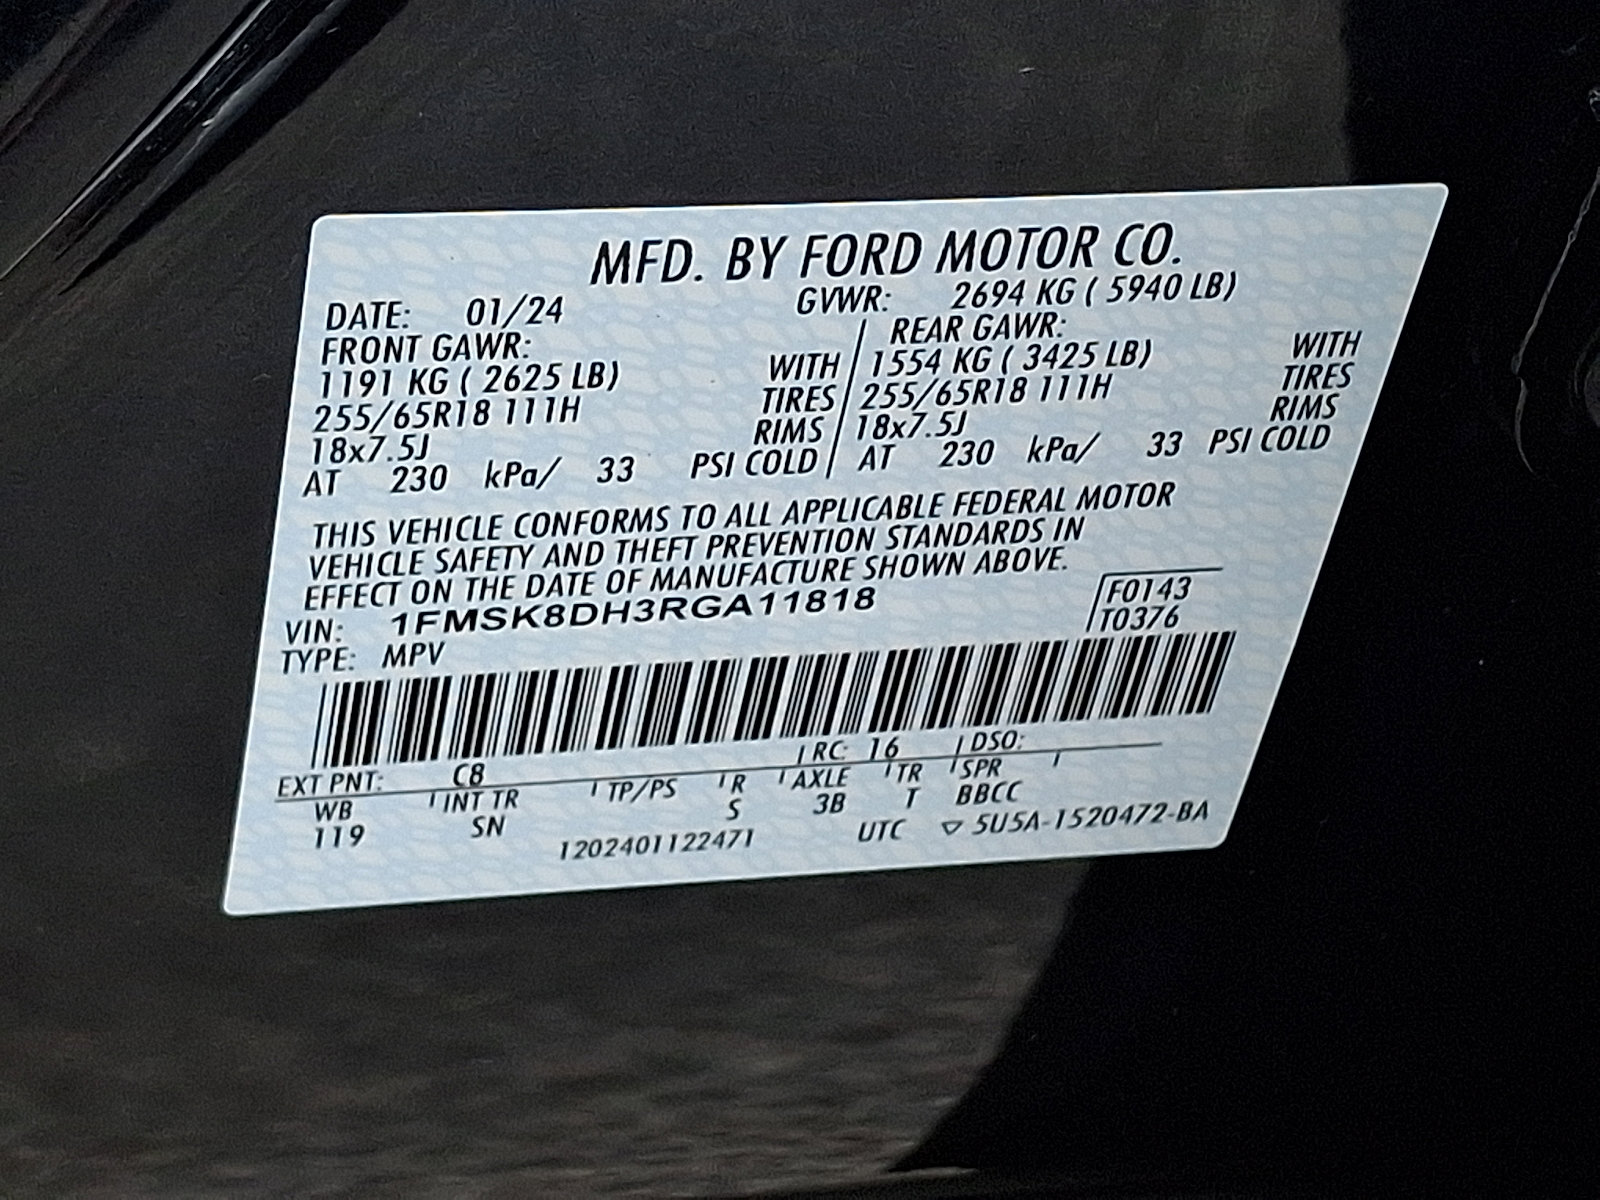 MFD. BY FORD MOTOR CO.
DATE: 01/24 GVWR: 2694 KG ( 5940 LB)
FRONT GAWR: REAR GAWR:
1191 KG ( 2625 LB) WITH 1554 KG ( 3425 LB) WITH
255/65R18 111H TIRES 255/65R18 111H TIRES
18x7.5J RIMS 18x7.5J RIMS
AT 230 kPa/ 33 PSI COLD AT 230 kPa/ 33 PSI COLD
THIS VEHICLE CONFORMS TO ALL APPLICABLE FEDERAL MOTOR
VEHICLE SAFETY AND THEFT PREVENTION STANDARDS IN
EFFECT ON THE DATE OF MANUFACTURE SHOWN ABOVE.
VIN: 1FMSK8DH3RGA11818 F0143
TYPE: MPV T0376
EXT PNT: C8 RC: 16 DSO:
WB INT TR TP/PS R AXLE TR SPR
119 SN S 3B T BBCC
1202401122471 UTC ▽ 5U5A-1520472-BA